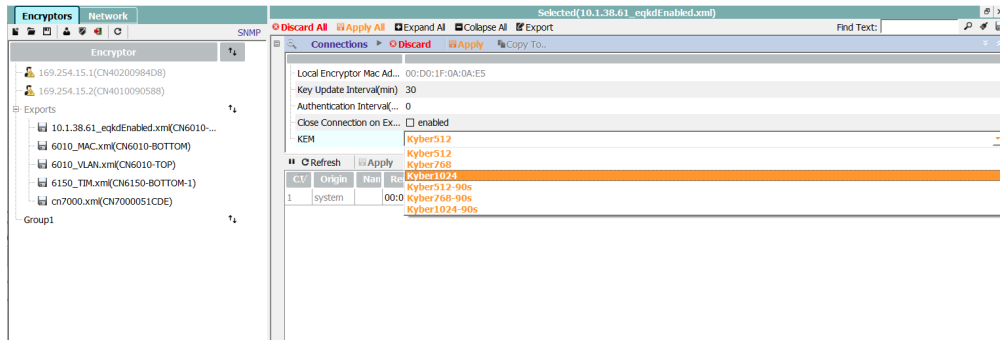 Encryptors Network
SNMP
Encryptor
169.254.15.1(CN40200984D8)
169.254.15.2(CN4010090588)
Exports
10.1.38.61_eqkdEnabled.xml(CN6010-...
6010_MAC.xml(CN6010-BOTTOM)
6010_VLAN.xml(CN6010-TOP)
6150_TIM.xml(CN6150-BOTTOM-1)
cn7000.xml(CN7000051CDE)
Group1
Selected(10.1.38.61_eqkdEnabled.xml)
Discard All Apply All Expand All Collapse All Export Find Text:
Connections Discard Apply Copy To..
Local Encryptor Mac Ad... 00:D0:1F:0A:0A:E5
Key Update Interval(min) 30
Authentication Interval(... 0
Close Connection on Ex... enabled
KEM Kyber512
Kyber512
Kyber768
Kyber1024
Kyber512-90s
Kyber768-90s
Kyber1024-90s
Refresh Apply
Origin Nan Re
1 system 00:0